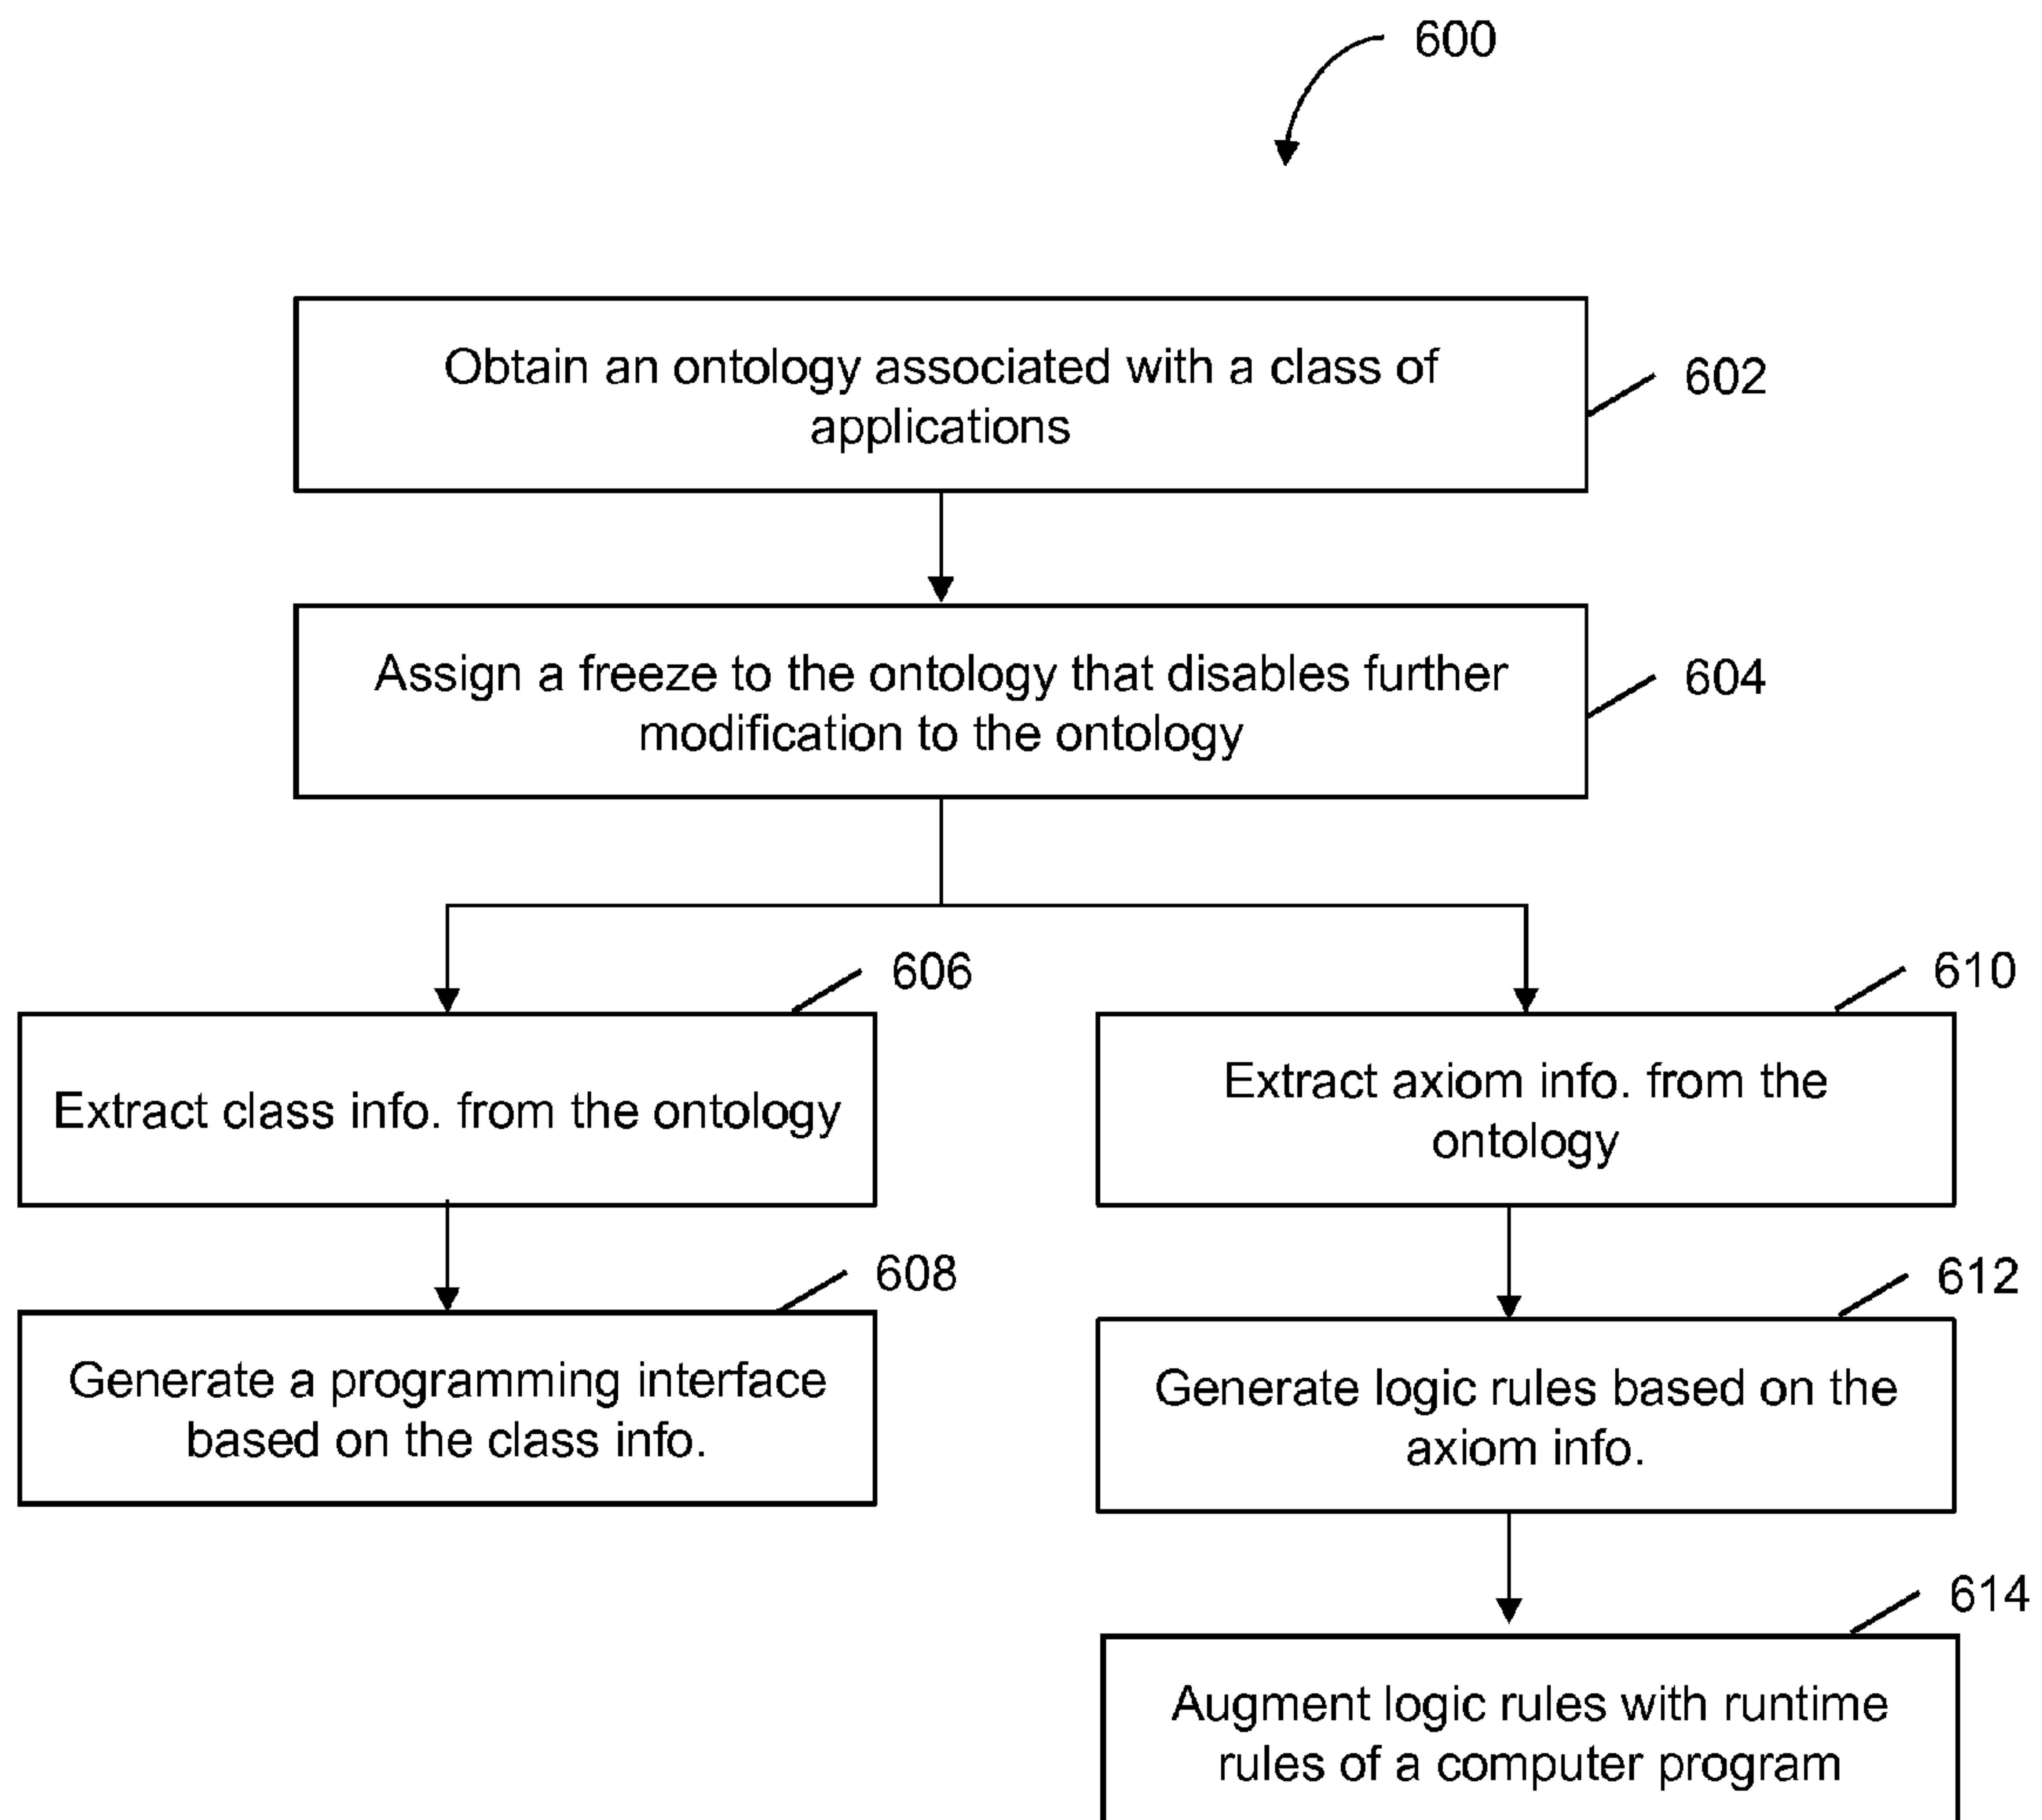 600
Obtain an ontology associated with a class of
applications
602
Assign a freeze to the ontology that disables further
modification to the ontology
604
606
Extract class info. from the ontology
608
Generate a programming interface
based on the class info.
610
Extract axiom info. from the
ontology
612
Generate logic rules based on the
axiom info.
614
Augment logic rules with runtime
rules of a computer program